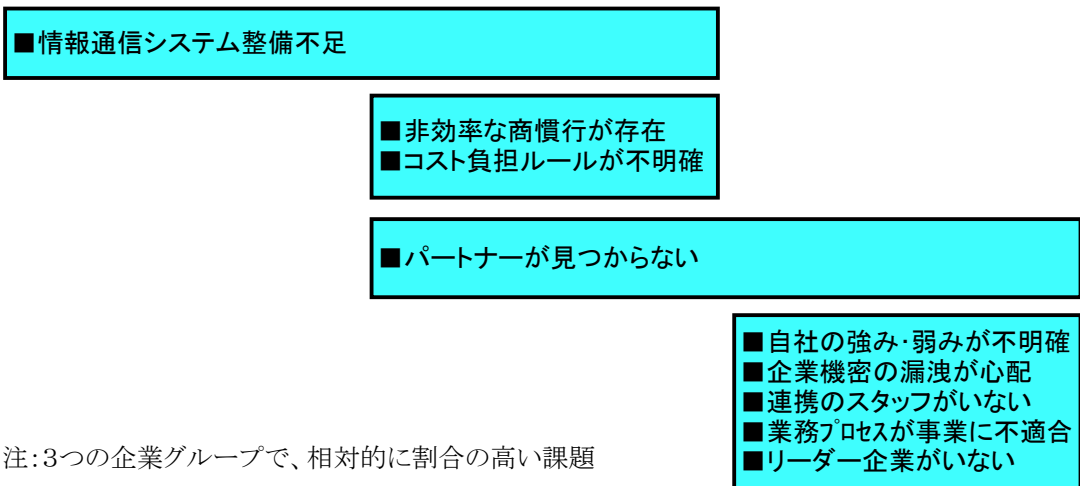 ■情報通信システム整備不足
■非効率な商慣行が存在
■コスト負担ルールが不明確
■パートナーが見つからない
■自社の強み・弱みが不明確
■企業機密の漏洩が心配
■連携のスタッフがいない
■業務ﾌﾟﾛｾｽが事業に不適合
■リーダー企業がいない
注：３つの企業グループで、相対的に割合の高い課題